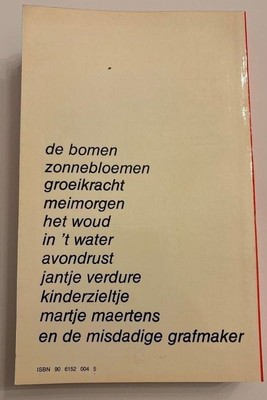 de bomen
zonnebloemen
groeikracht
meimorgen
het woud
in 't water
avondrust
jantje verdure
kinderzieltje
martje maertens
en de misdadige grafmaker
ISBN 90 6152 004 5